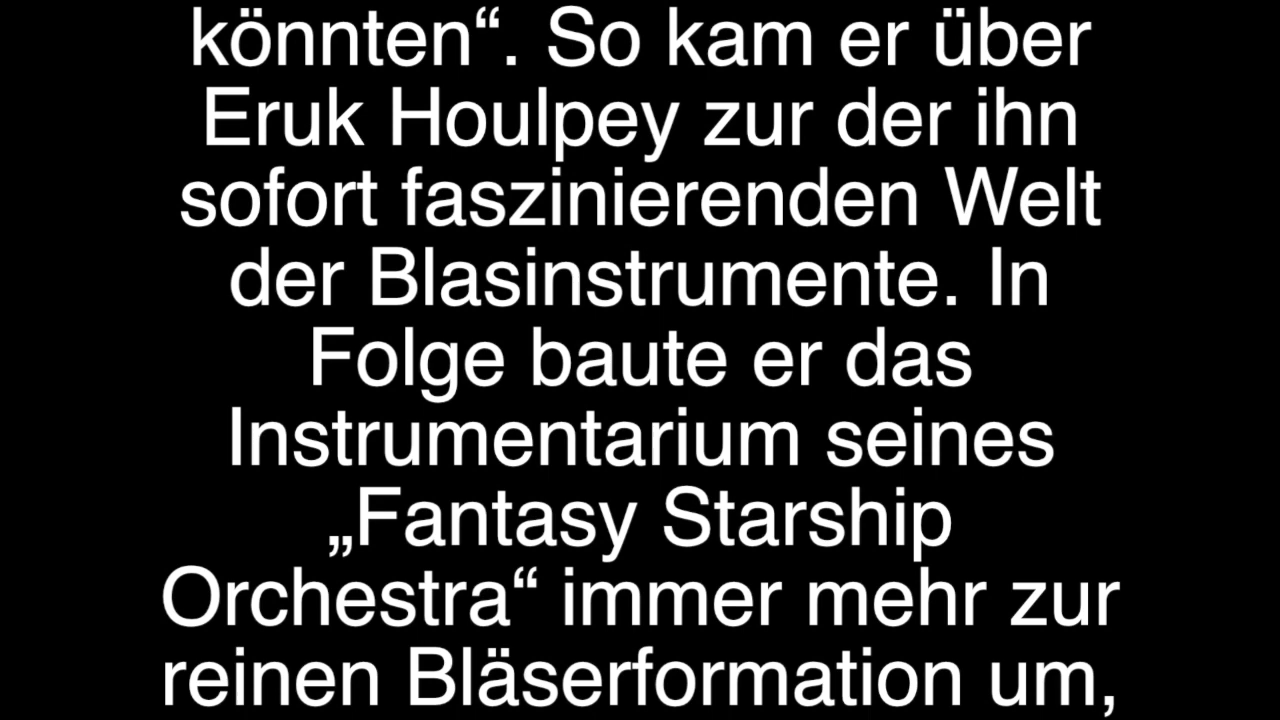 könnten“. So kam er über
Eruk Houlpey zur der ihn
sofort faszinierenden Welt
der Blasinstrumente. In
Folge baute er das
Instrumentarium seines
„Fantasy Starship
Orchestra“ immer mehr zur
reinen Bläserformation um,